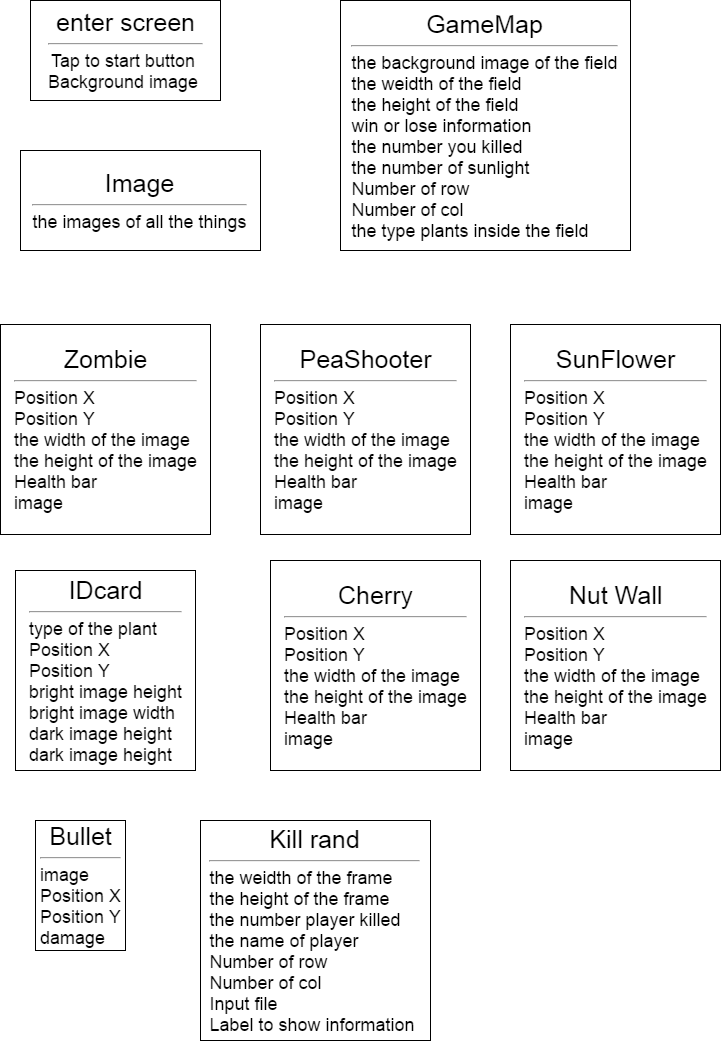 enter screen
Tap to start button
Background image
GameMap
the background image of the field
the weidth of the field
the height of the field
win or lose information
the number you killed
the number of sunlight
Number of row
Number of col
the type plants inside the field
Image
the images of all the things
Zombie
Position X
Position Y
the width of the image
the height of the image
Health bar
image
PeaShooter
Position X
Position Y
the width of the image
the height of the image
Health bar
image
SunFlower
Position X
Position Y
the width of the image
the height of the image
Health bar
image
IDcard
type of the plant
Position X
Position Y
bright image height
bright image width
dark image height
dark image height
Cherry
Position X
Position Y
the width of the image
the height of the image
Health bar
image
Nut Wall
Position X
Position Y
the width of the image
the height of the image
Health bar
image
Bullet
image
Position X
Position Y
damage
Kill rand
the weidth of the frame
the height of the frame
the number player killed
the name of player
Number of row
Number of col
Input file
Label to show information